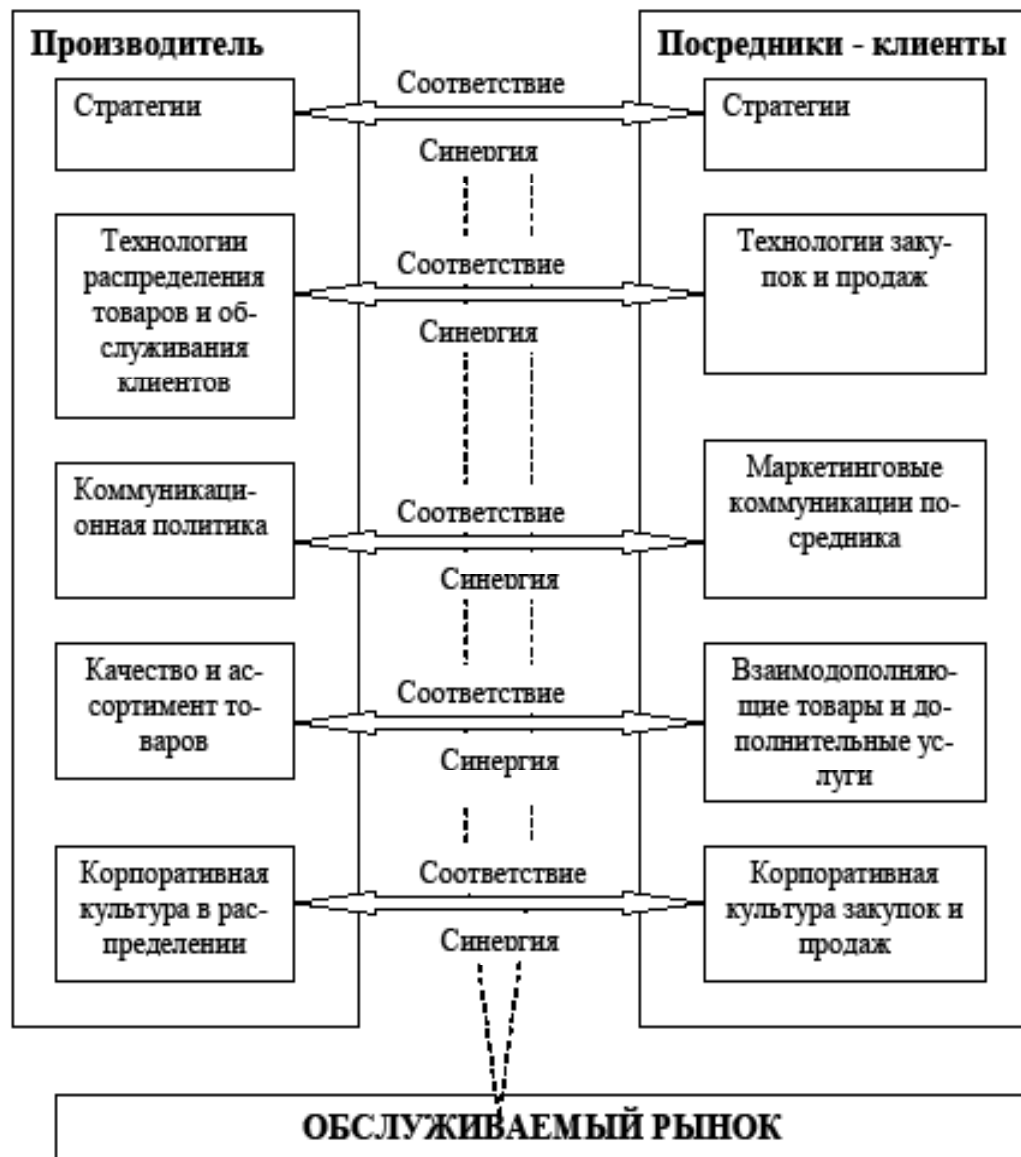 Производитель
Посредники - клиенты
Стратегии
Соответствие
Синергия
Стратегии
Технологии
распределения
товаров и об-
служивания
клиентов
Соответствие
Синергия
Технологии заку-
пок и продаж
Коммуникаци-
онная политика
Соответствие
Синергия
Маркетинговые
коммуникации по-
средника
Качество и ас-
сортимент то-
варов
Соответствие
Синергия
Взаимодополняю-
щие товары и до-
полнительные ус-
луги
Корпоративная
культура в рас-
пределении
Соответствие
Синергия
Корпоративная
культура закупок и
продаж
ОБСЛУЖИВАЕМЫЙ РЫНОК